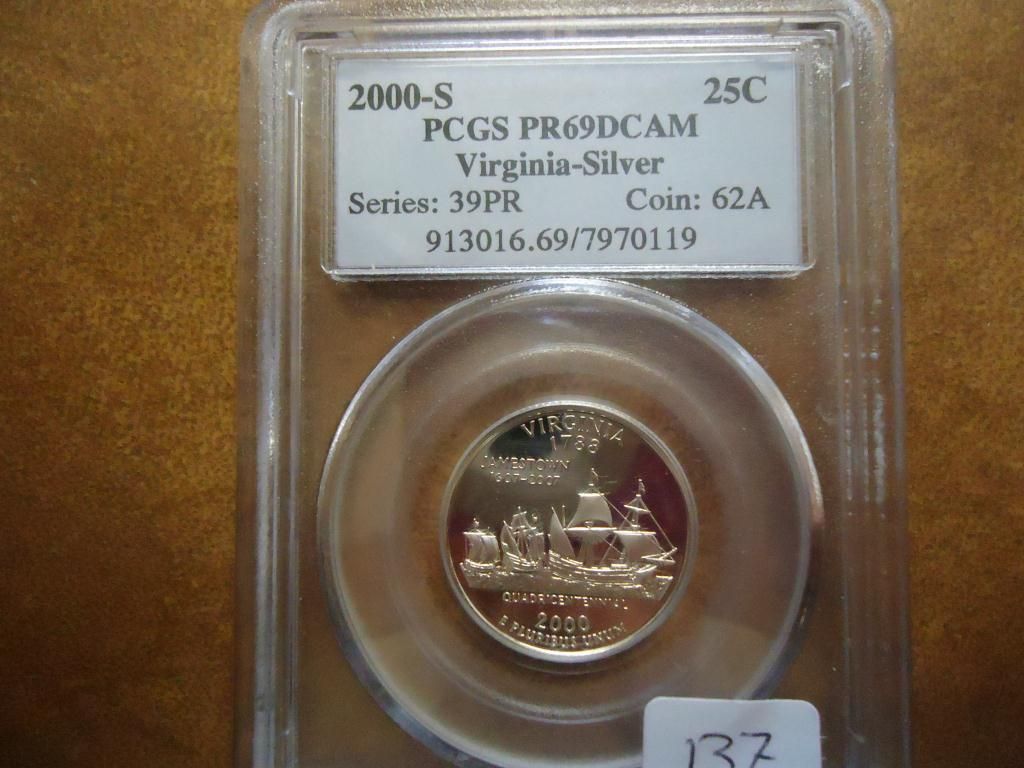 2000-S 25C
PCGS PR69DCAM
Virginia-Silver
Series: 39PR Coin: 62A
913016.69/7970119
VIRGINIA
1788
JAMESTOWN
1607-2007
QUADRICENTENNIAL
2000
E PLURIBUS UNUM
137